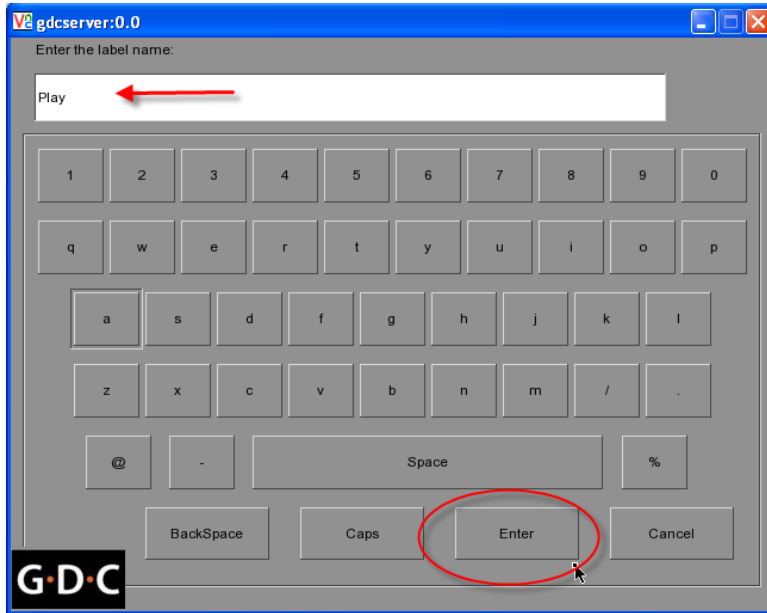 gdcserver:0.0
Enter the label name:
Play
1 2 3 4 5 6 7 8 9 0
q w e r t y u i o p
a s d f g h j k l
z x c v b n m / .
@ - Space %
BackSpace Caps Enter Cancel
G·D·C